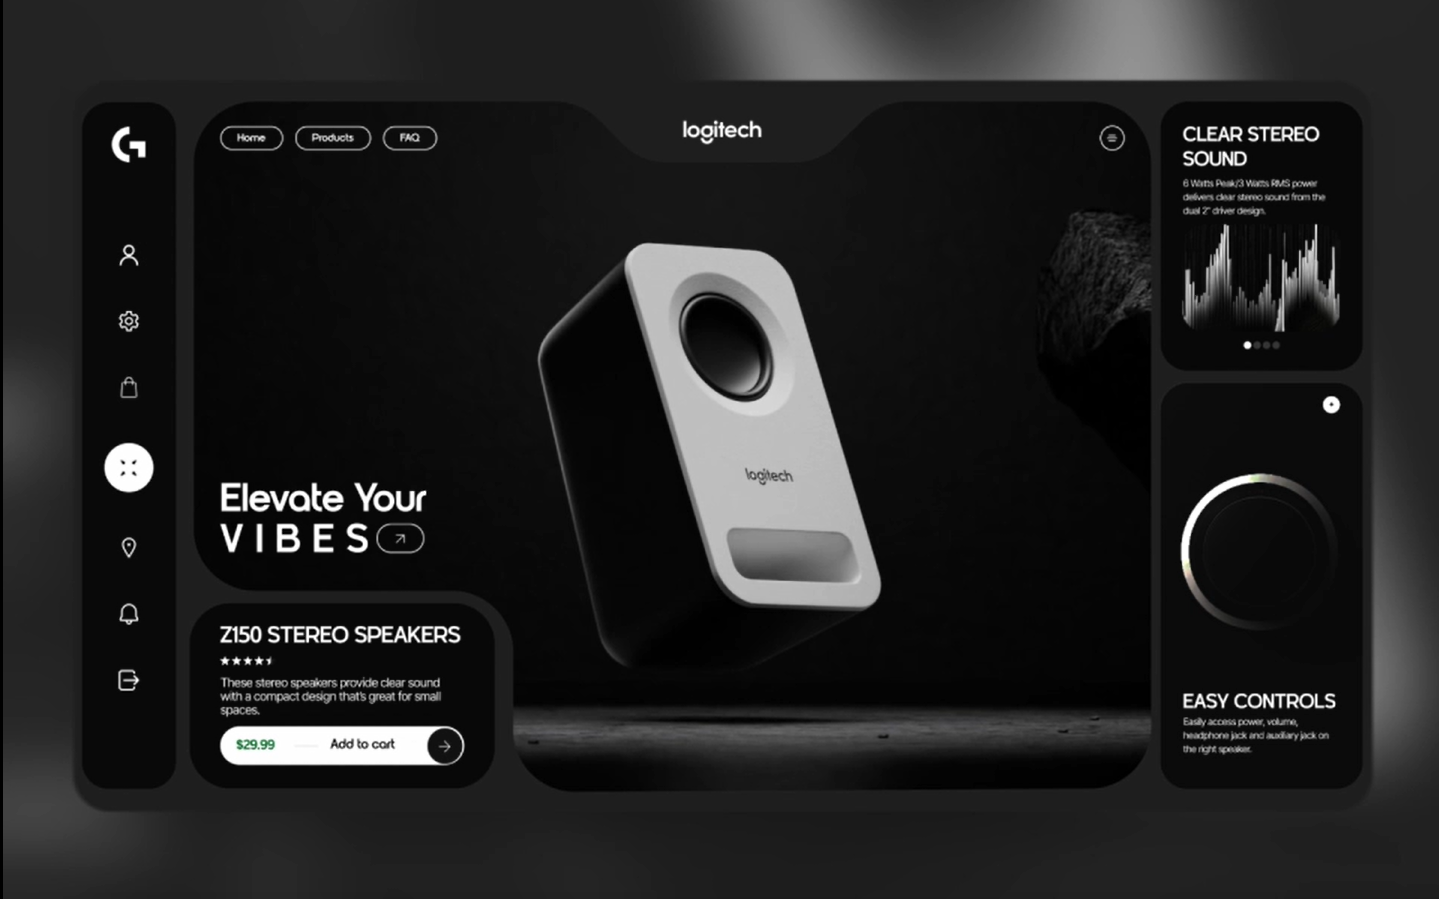 Home
Products
FAQ
logitech
CLEAR STEREO
SOUND
6 Watts Peak/3 Watts RMS power
delivers clear stereo sound from the
dual 2" driver design.
logitech
Elevate Your
VIBES
Z150 STEREO SPEAKERS
These stereo speakers provide clear sound
with a compact design that's great for small
spaces.
$29.99
Add to cart
EASY CONTROLS
Easily access power, volume,
headphone jack and auxiliary jack on
the right speaker.